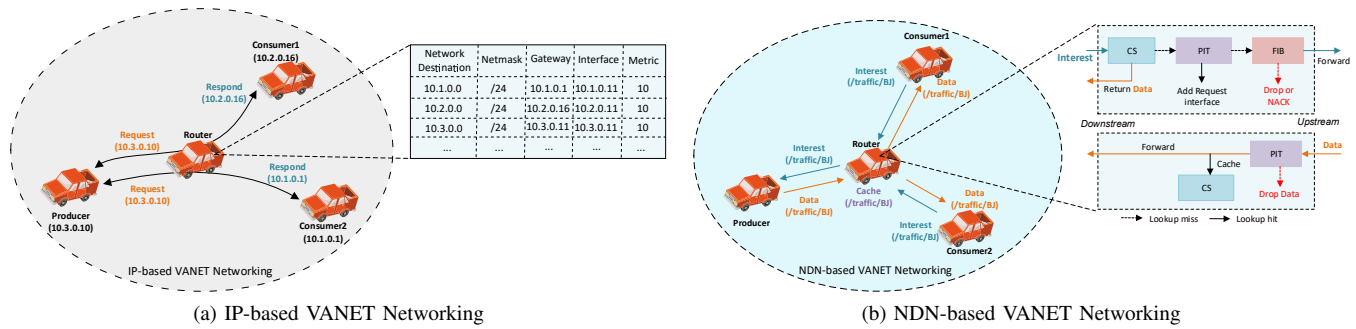 Consumer1
(10.2.0.16)
Respond
(10.2.0.16)
Router
Request
(10.3.0.10)
Respond
(10.1.0.1)
Request
(10.3.0.10)
Producer
(10.3.0.10)
Consumer2
(10.1.0.1)
IP-based VANET Networking
Network Destination Netmask Gateway Interface Metric
10.1.0.0 /24 10.1.0.1 10.1.0.11 10
10.2.0.0 /24 10.2.0.16 10.2.0.11 10
10.3.0.0 /24 10.3.0.11 10.3.0.11 10
... ... ... ... ...
(a) IP-based VANET Networking
Consumer1
Interest
(/traffic/BJ)
Data
(/traffic/BJ)
Router
Interest
(/traffic/BJ)
Data
(/traffic/BJ)
Cache
(/traffic/BJ)
Data
(/traffic/BJ)
Interest
(/traffic/BJ)
Producer
Consumer2
NDN-based VANET Networking
CS PIT FIB
Interest
Forward
Return Data
Add Request
interface
Drop or
NACK
Downstream Upstream
Forward
PIT
Data
Cache
CS
Drop Data
Lookup miss Lookup hit
(b) NDN-based VANET Networking